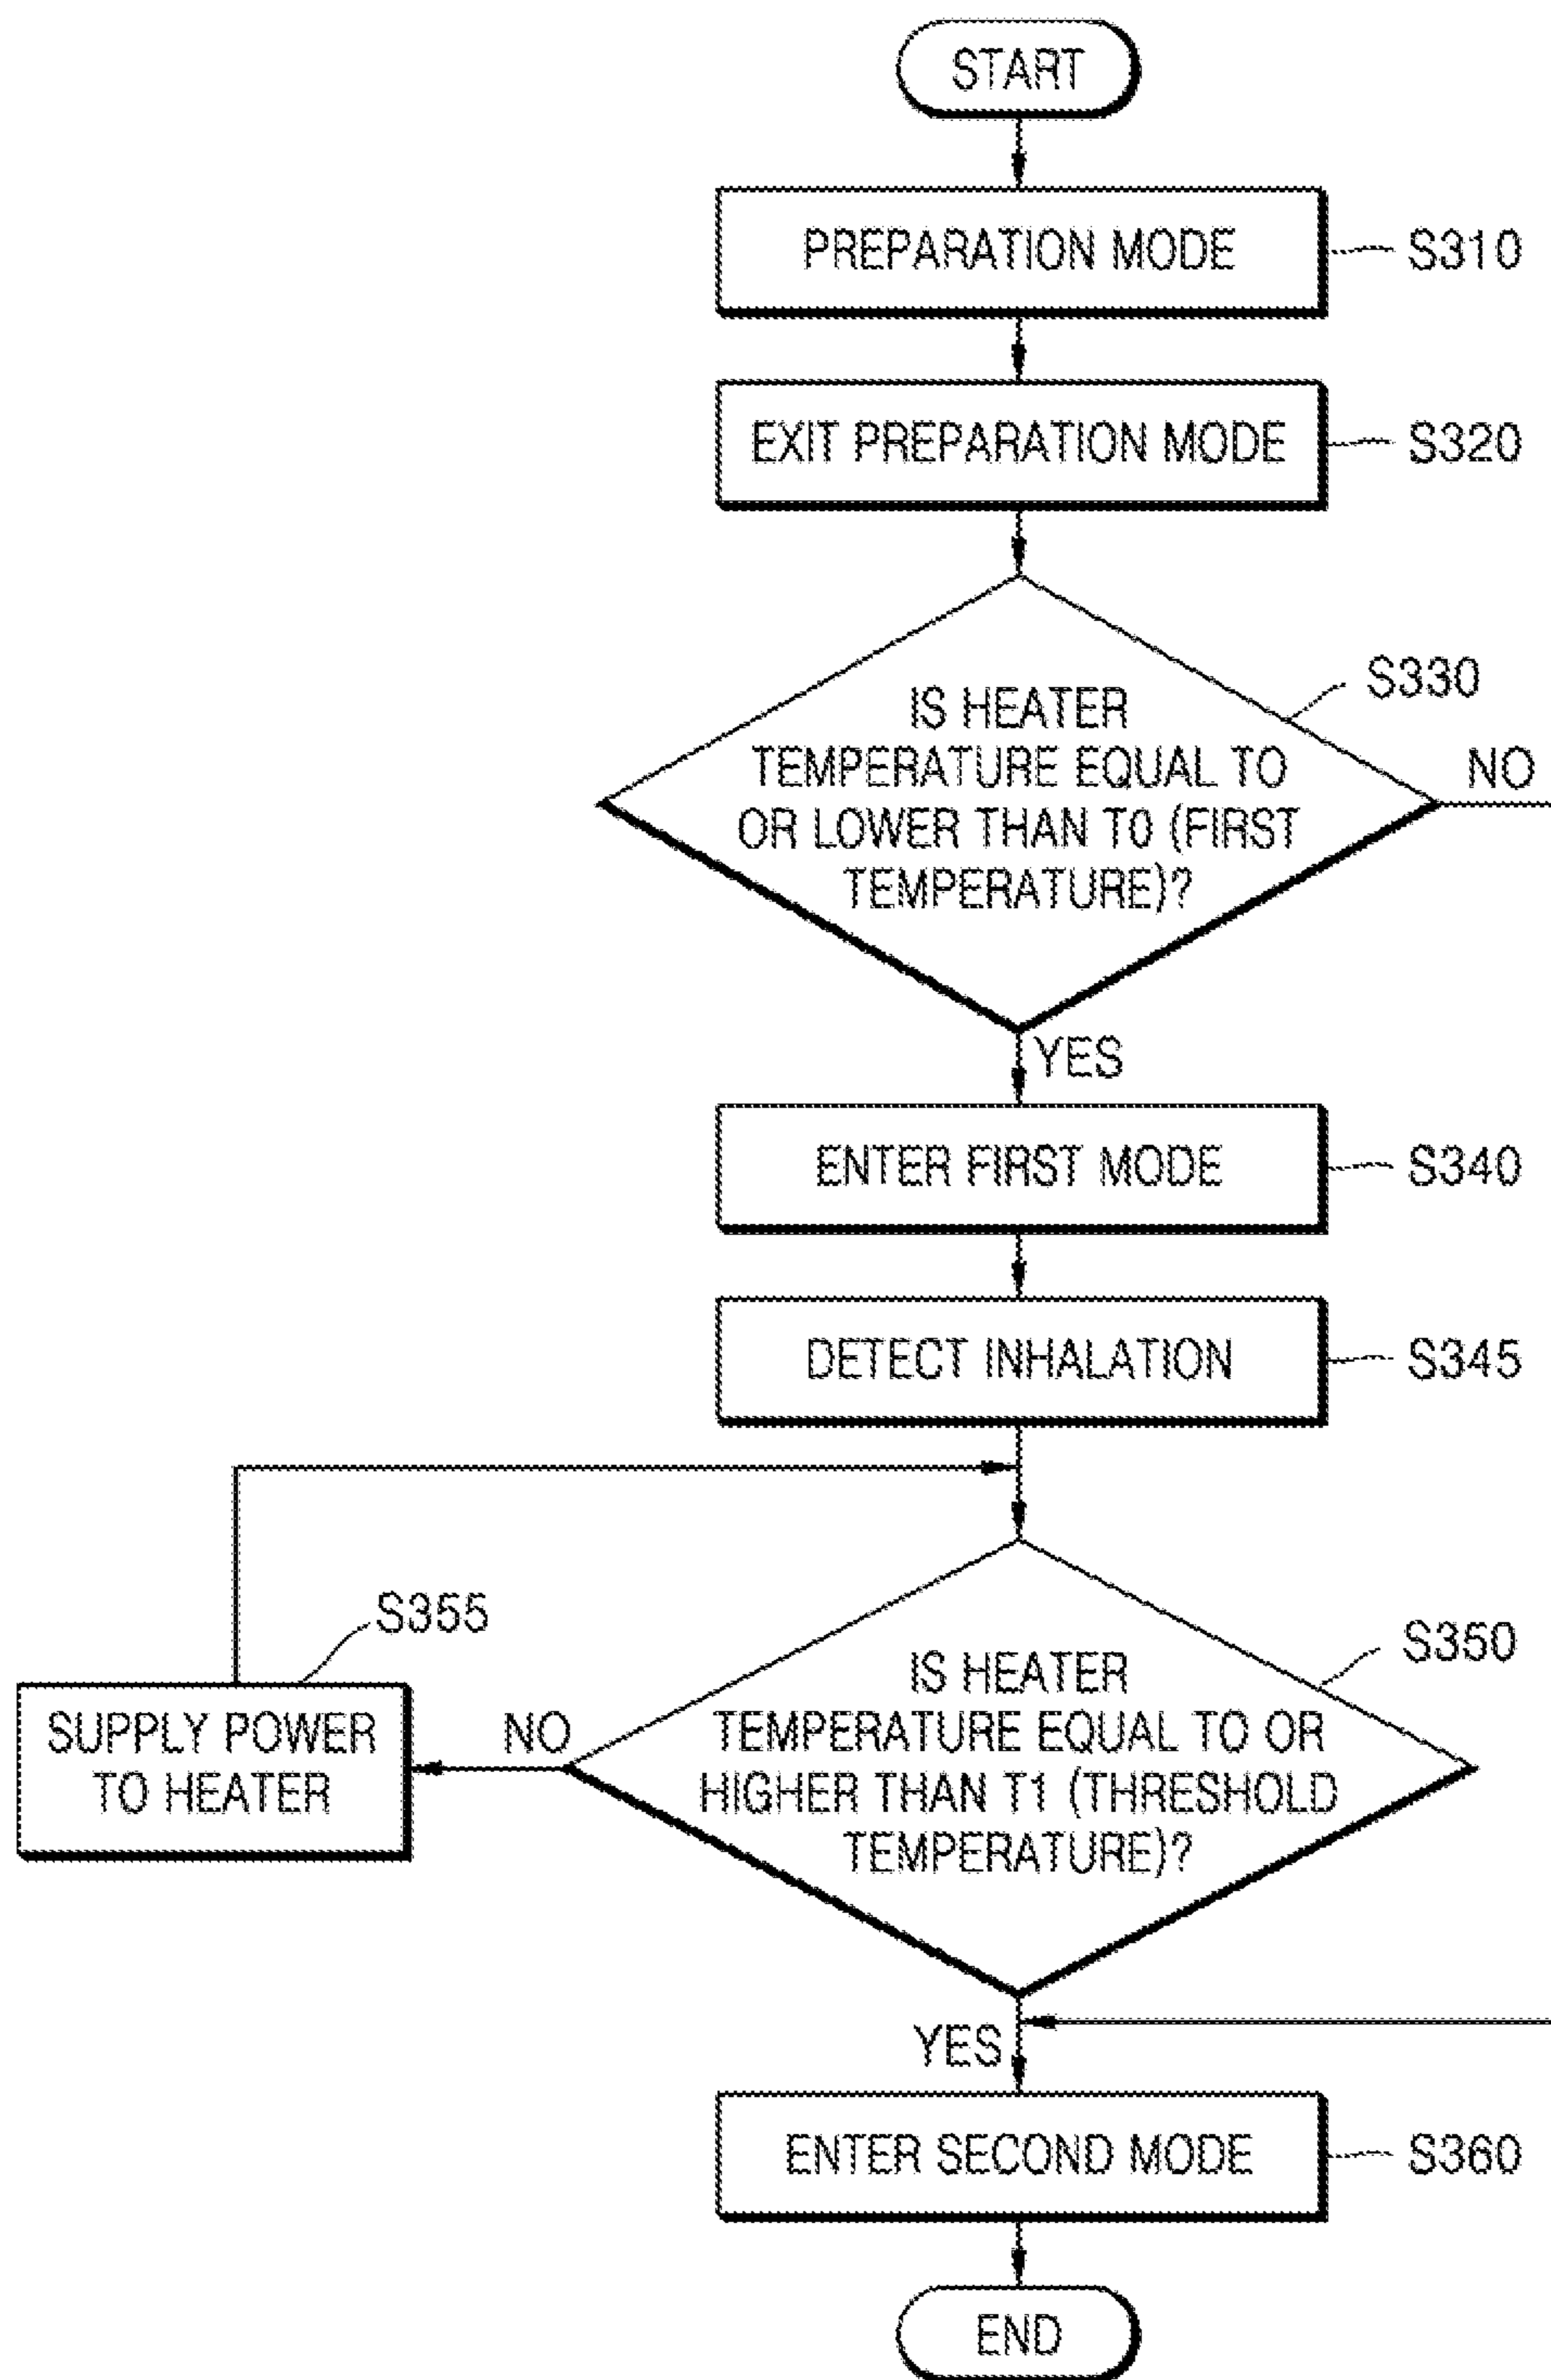 START
PREPARATION MODE
S310
EXIT PREPARATION MODE
S320
S330
IS HEATER
TEMPERATURE EQUAL TO
OR LOWER THAN T0 (FIRST
TEMPERATURE)?
NO
YES
ENTER FIRST MODE
S340
DETECT INHALATION
S345
S355
SUPPLY POWER
TO HEATER
NO
S350
IS HEATER
TEMPERATURE EQUAL TO OR
HIGHER THAN T1 (THRESHOLD
TEMPERATURE)?
YES
ENTER SECOND MODE
S360
END